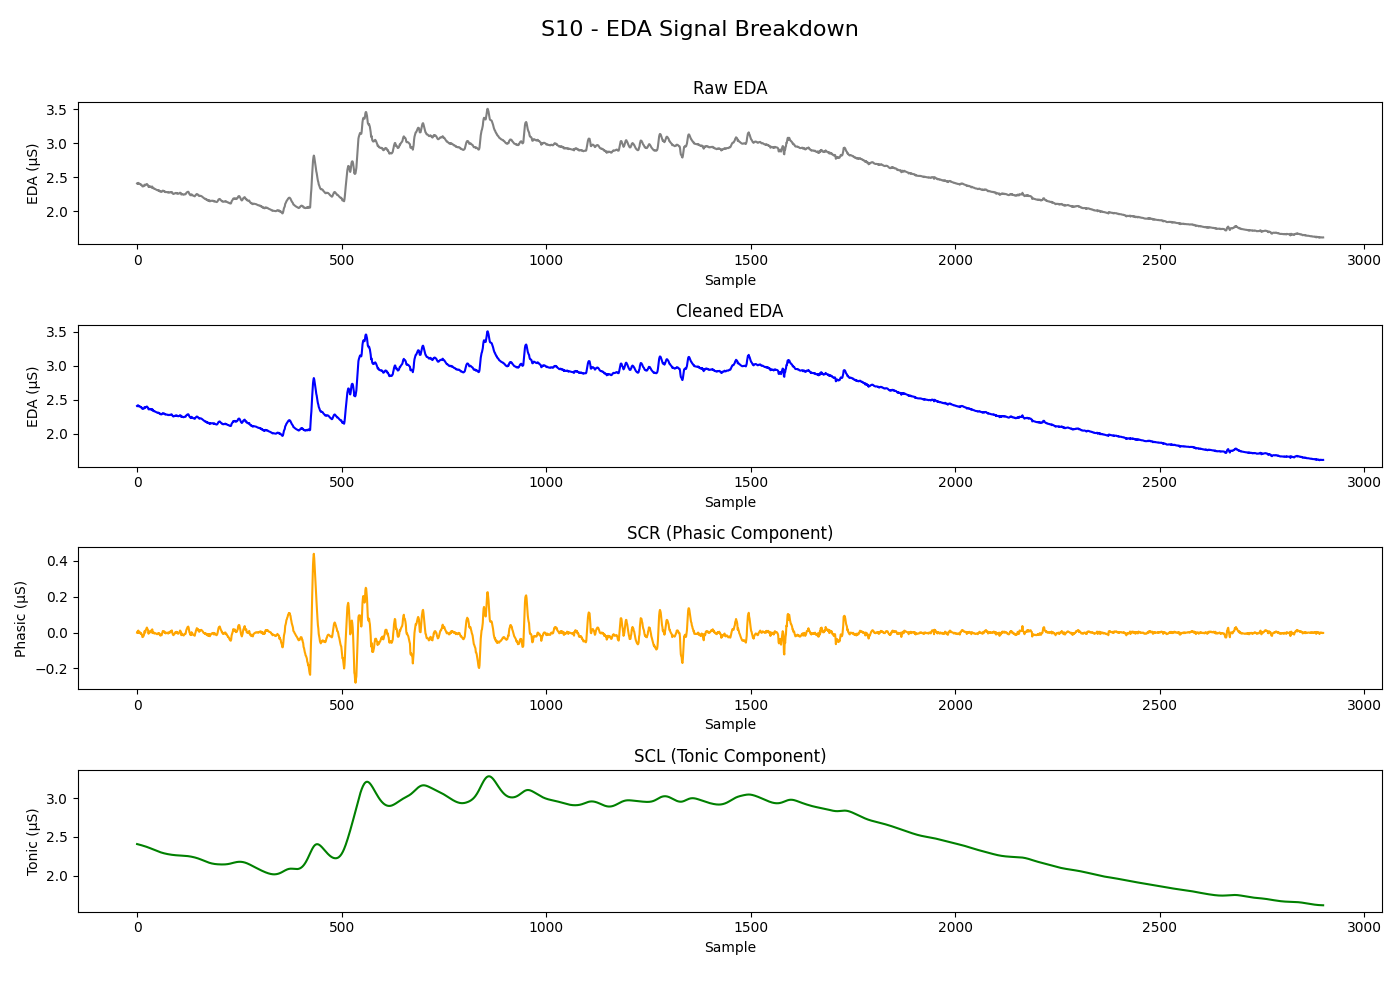 S10 - EDA Signal Breakdown
Raw EDA
EDA (µS)
3.5
3.0
2.5
2.0
0 500 1000 1500 2000 2500 3000
Sample
Cleaned EDA
EDA (µS)
3.5
3.0
2.5
2.0
0 500 1000 1500 2000 2500 3000
Sample
SCR (Phasic Component)
Phasic (µS)
0.4
0.2
0.0
−0.2
0 500 1000 1500 2000 2500 3000
Sample
SCL (Tonic Component)
Tonic (µS)
3.0
2.5
2.0
0 500 1000 1500 2000 2500 3000
Sample